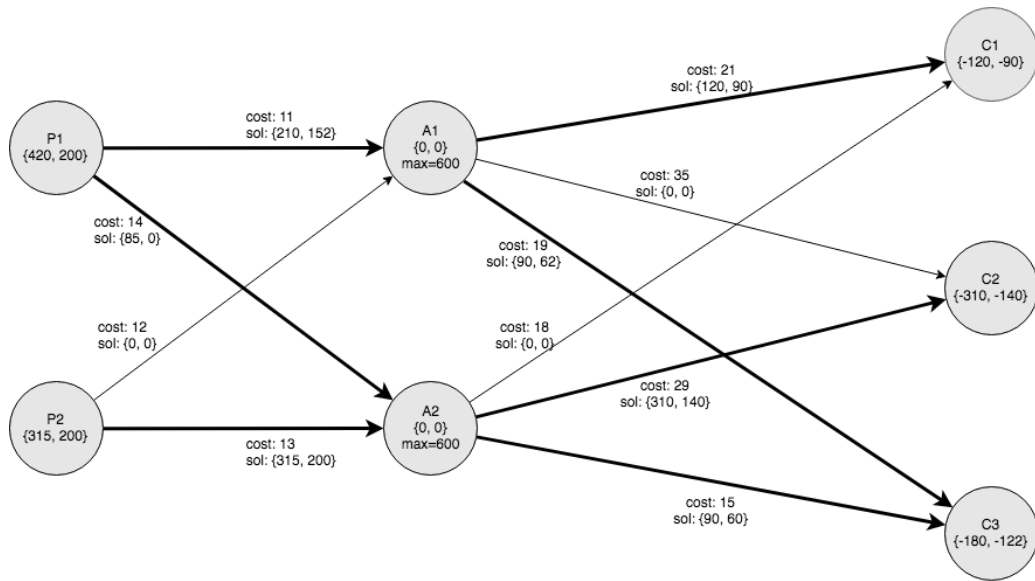 C1
{-120, -90}
cost: 21
sol: {120, 90}
cost: 11
sol: {210, 152}
P1
{420, 200}
A1
{0, 0}
max=600
cost: 35
sol: {0, 0}
cost: 14
sol: {85, 0}
cost: 19
sol: {90, 62}
C2
{-310, -140}
cost: 12
sol: {0, 0}
cost: 18
sol: {0, 0}
cost: 29
sol: {310, 140}
P2
{315, 200}
A2
{0, 0}
max=600
cost: 13
sol: {315, 200}
cost: 15
sol: {90, 60}
C3
{-180, -122}